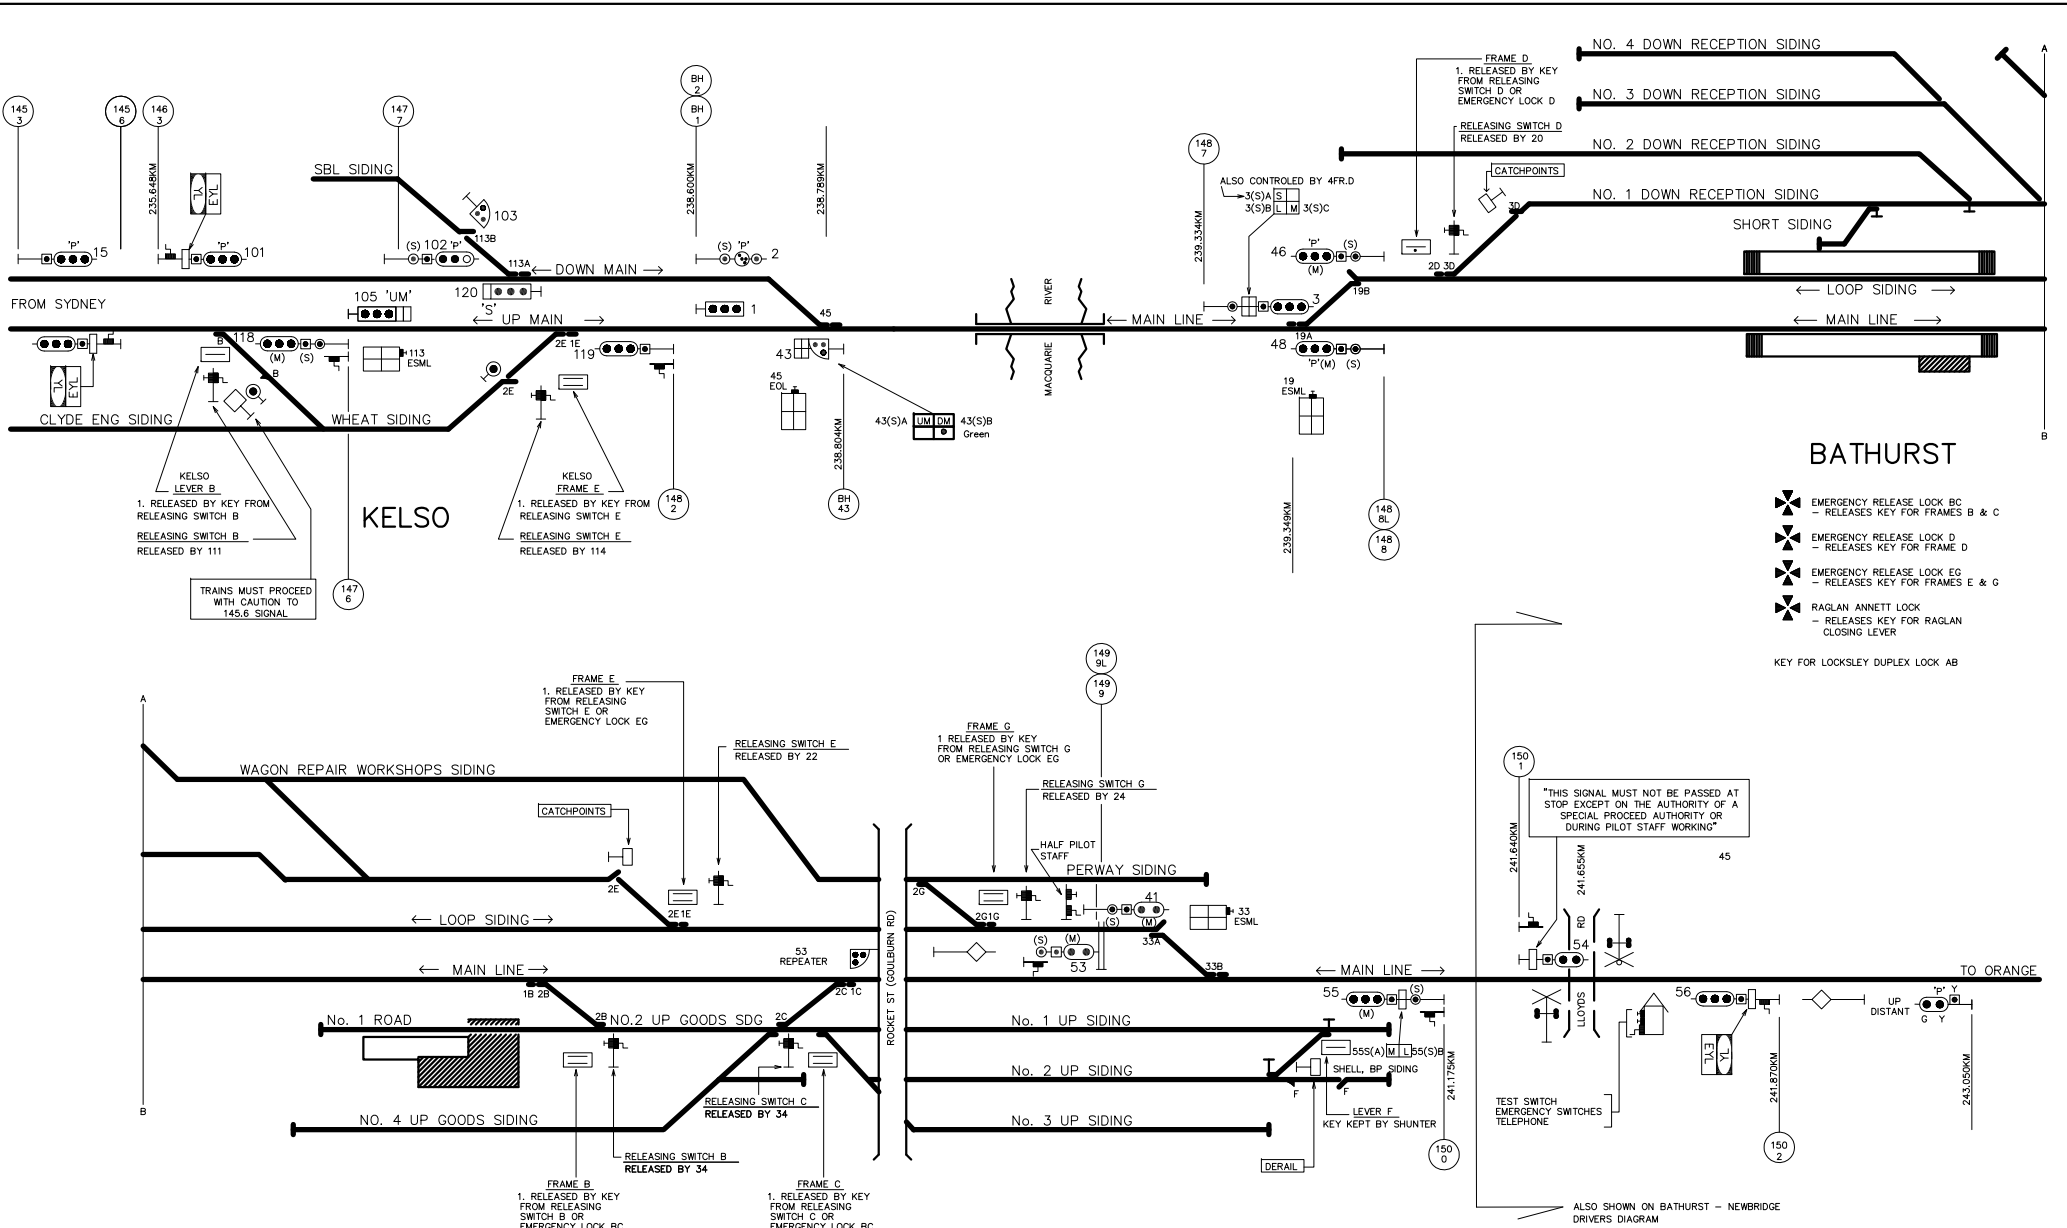 NO. 4 DOWN RECEPTION SIDING
FRAME D
1. RELEASED BY KEY
FROM RELEASING
SWITCH D OR
EMERGENCY LOCK D
A
BH
2
BH
1
145
3
145
6
146
3
147
7
NO. 3 DOWN RECEPTION SIDING
RELEASING SWITCH D
RELEASED BY 20
148
7
NO. 2 DOWN RECEPTION SIDING
235.648KM
YL
EYL
SBL SIDING
238.600KM
238.789KM
ALSO CONTROLED BY 4FR.D
3(S)A S
3(S)B L M 3(S)C
CATCHPOINTS
NO. 1 DOWN RECEPTION SIDING
103
113B
3D
SHORT SIDING
239.334KM
'P'
15
'P'
101
(S) 102 'P'
(S) 'P'
2
46 'P' (S)
(M)
113A
DOWN MAIN
2D 3D
FROM SYDNEY
105 'UM'
120
'S'
1
RIVER
3
19B
LOOP SIDING
UP MAIN
45
MAIN LINE
MAIN LINE
B
118
(M) (S)
2E 1E
119
43
19A
48
'P'(M) (S)
113
ESML
B
2E
45
EOL
MACQUARIE
19
ESML
YL
EYL
CLYDE ENG SIDING
WHEAT SIDING
43(S)A UM DM 43(S)B
Green
B
238.804KM
BATHURST
KELSO
LEVER B
1. RELEASED BY KEY FROM
RELEASING SWITCH B
RELEASING SWITCH B
RELEASED BY 111
KELSO
KELSO
FRAME E
1. RELEASED BY KEY FROM
RELEASING SWITCH E
RELEASING SWITCH E
RELEASED BY 114
148
2
BH
43
239.349KM
148
8L
148
8
EMERGENCY RELEASE LOCK BC
– RELEASES KEY FOR FRAMES B & C
EMERGENCY RELEASE LOCK D
– RELEASES KEY FOR FRAME D
EMERGENCY RELEASE LOCK EG
– RELEASES KEY FOR FRAMES E & G
RAGLAN ANNETT LOCK
– RELEASES KEY FOR RAGLAN
CLOSING LEVER
KEY FOR LOCKSLEY DUPLEX LOCK AB
TRAINS MUST PROCEED
WITH CAUTION TO
145.6 SIGNAL
147
6
A
FRAME E
1. RELEASED BY KEY
FROM RELEASING
SWITCH E OR
EMERGENCY LOCK EG
149
9L
149
9
RELEASING SWITCH E
RELEASED BY 22
FRAME G
1 RELEASED BY KEY
FROM RELEASING SWITCH G
OR EMERGENCY LOCK EG
150
1
WAGON REPAIR WORKSHOPS SIDING
RELEASING SWITCH G
RELEASED BY 24
"THIS SIGNAL MUST NOT BE PASSED AT
STOP EXCEPT ON THE AUTHORITY OF A
SPECIAL PROCEED AUTHORITY OR
DURING PILOT STAFF WORKING"
CATCHPOINTS
HALF PILOT
STAFF
241.640KM
241.655KM
45
PERWAY SIDING
2E
2G
41
(S) (M)
33
ESML
2E1E
LOOP SIDING
2G1G
33A
(S) (M)
53
RD
54
53
REPEATER
ROCKET ST (GOULBURN RD)
MAIN LINE
33B
MAIN LINE
TO ORANGE
1B 2B
2C 1C
55
(M)
(S)
LLOYDS
56
UP
DISTANT
'P' Y
G Y
No. 1 ROAD
2B
NO.2 UP GOODS SDG
2C
No. 1 UP SIDING
55S(A) M L 55(S)B
EYL
YL
No. 2 UP SIDING
SHELL, BP SIDING
F F
241.175KM
241.870KM
243.050KM
RELEASING SWITCH C
RELEASED BY 34
LEVER F
KEY KEPT BY SHUNTER
TEST SWITCH
EMERGENCY SWITCHES
TELEPHONE
B
NO. 4 UP GOODS SIDING
No. 3 UP SIDING
150
0
150
2
RELEASING SWITCH B
RELEASED BY 34
DERAIL
FRAME B
1. RELEASED BY KEY
FROM RELEASING
SWITCH B OR
EMERGENCY LOCK BC
FRAME C
1. RELEASED BY KEY
FROM RELEASING
SWITCH C OR
EMERGENCY LOCK BC
ALSO SHOWN ON BATHURST – NEWBRIDGE
DRIVERS DIAGRAM